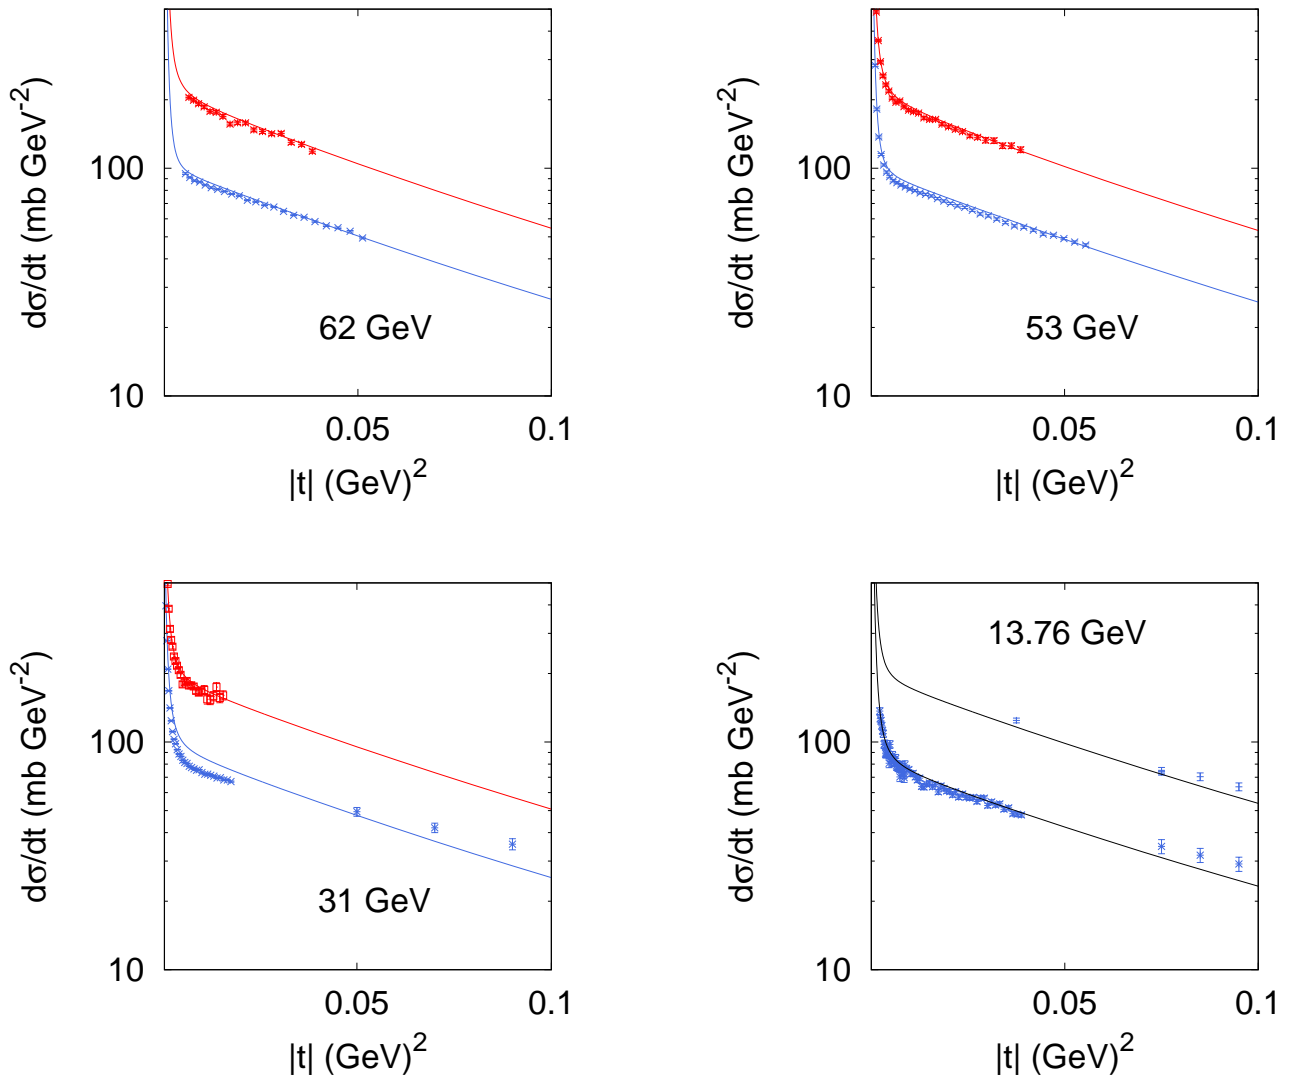 dσ/dt (mb GeV⁻²)
100
10
62 GeV
0.05
0.1
|t| (GeV)²
dσ/dt (mb GeV⁻²)
100
10
53 GeV
0.05
0.1
|t| (GeV)²
dσ/dt (mb GeV⁻²)
100
10
31 GeV
0.05
0.1
|t| (GeV)²
dσ/dt (mb GeV⁻²)
13.76 GeV
100
10
0.05
0.1
|t| (GeV)²